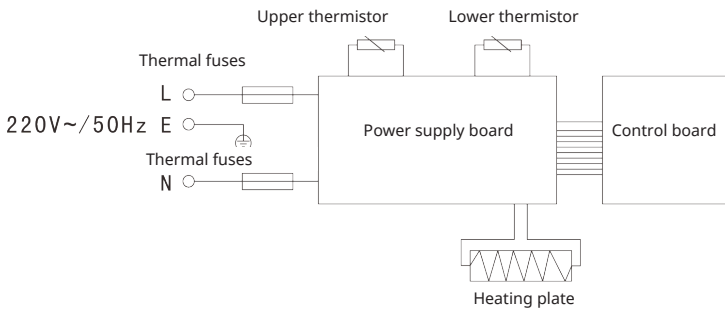 Upper thermistor
Lower thermistor
Thermal fuses
L
220V~/50Hz E
Power supply board
Control board
Thermal fuses
N
Heating plate